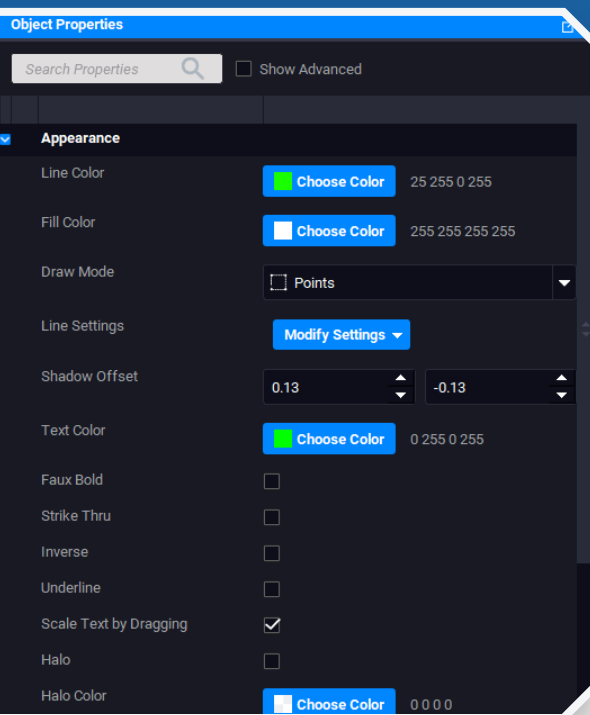 Object Properties
Search Properties
Show Advanced
Appearance
Line Color Choose Color 25 255 0 255
Fill Color Choose Color 255 255 255 255
Draw Mode Points
Line Settings Modify Settings
Shadow Offset 0.13 -0.13
Text Color Choose Color 0 255 0 255
Faux Bold
Strike Thru
Inverse
Underline
Scale Text by Dragging
Halo
Halo Color Choose Color 0 0 0 0